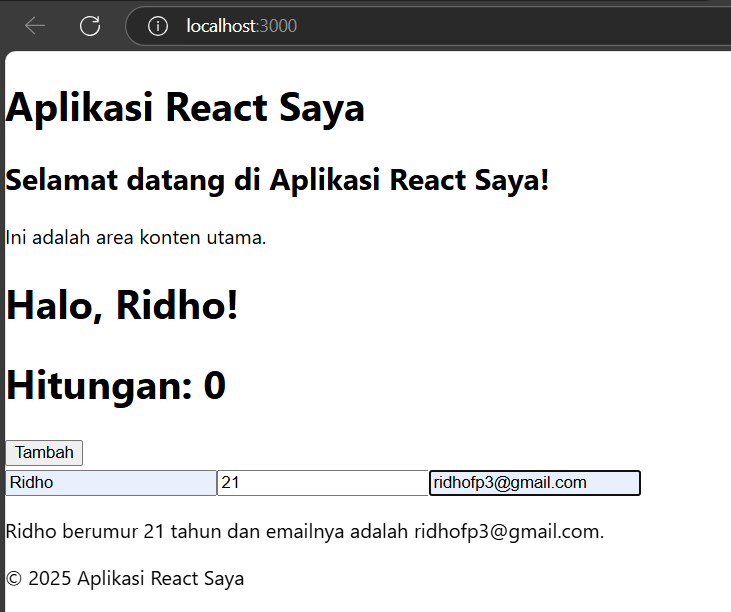 localhost:3000
Aplikasi React Saya
Selamat datang di Aplikasi React Saya!
Ini adalah area konten utama.
Halo, Ridho!
Hitungan: 0
Tambah
Ridho 21 ridhofp3@gmail.com
Ridho berumur 21 tahun dan emailnya adalah ridhofp3@gmail.com.
© 2025 Aplikasi React Saya